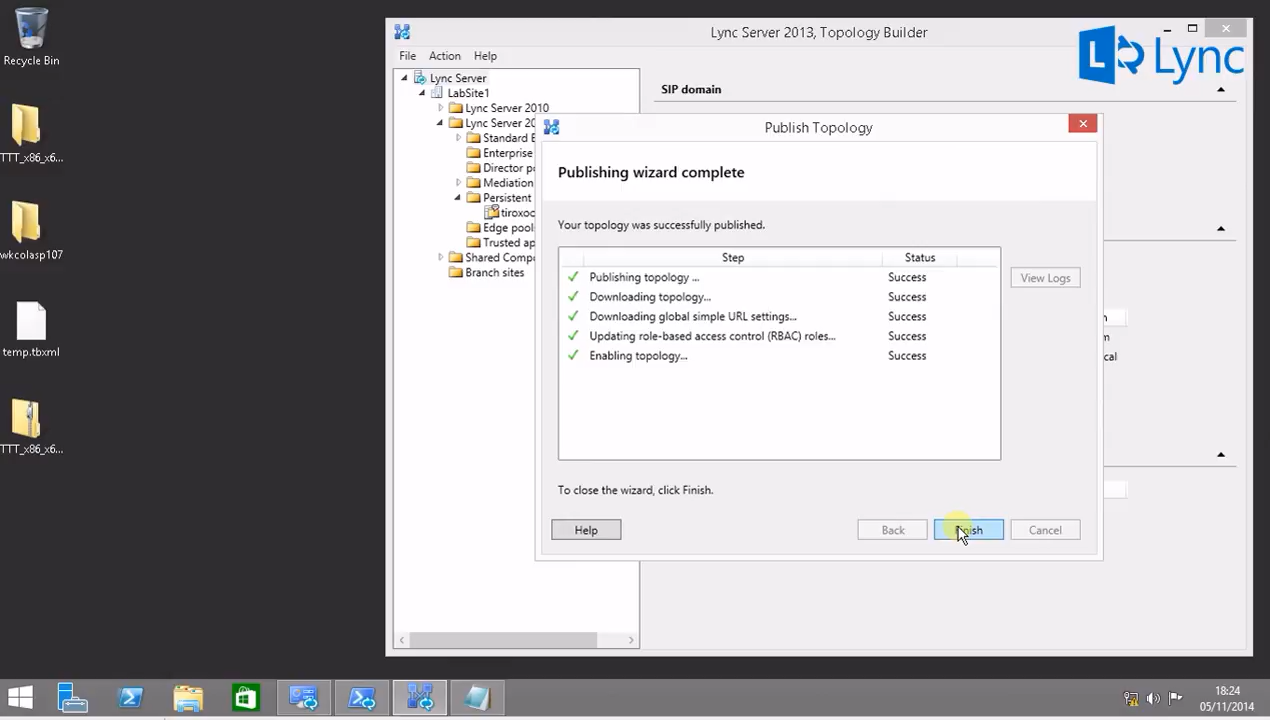 Recycle Bin
TTT_x86_x6...
wkcolasp107
temp.tbxml
TTT_x86_x6...
Lync Server 2013, Topology Builder
Lync
File Action Help
Lync Server
LabSite1
Lync Server 2010
Lync Server 20
Standard E
Enterprise
Director po
Mediation
Persistent
tiroxoc
Edge pools
Trusted ap
Shared Compo
Branch sites
SIP domain
Publish Topology
Publishing wizard complete
Your topology was successfully published.
Step Status
Publishing topology ... Success
Downloading topology... Success
Downloading global simple URL settings... Success
Updating role-based access control (RBAC) roles... Success
Enabling topology... Success
View Logs
To close the wizard, click Finish.
Help Back Finish Cancel
cal
18:24
05/11/2014